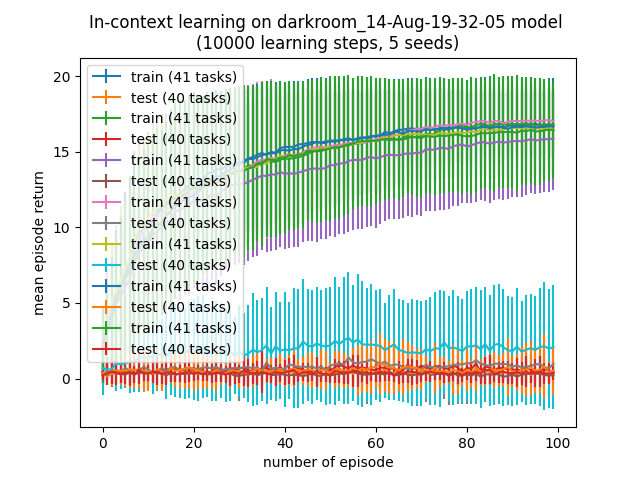 In-context learning on darkroom_14-Aug-19-32-05 model
(10000 learning steps, 5 seeds)
20
15
10
5
0
mean episode return
train (41 tasks)
test (40 tasks)
train (41 tasks)
test (40 tasks)
train (41 tasks)
test (40 tasks)
train (41 tasks)
test (40 tasks)
train (41 tasks)
test (40 tasks)
train (41 tasks)
test (40 tasks)
train (41 tasks)
test (40 tasks)
0 20 40 60 80 100
number of episode